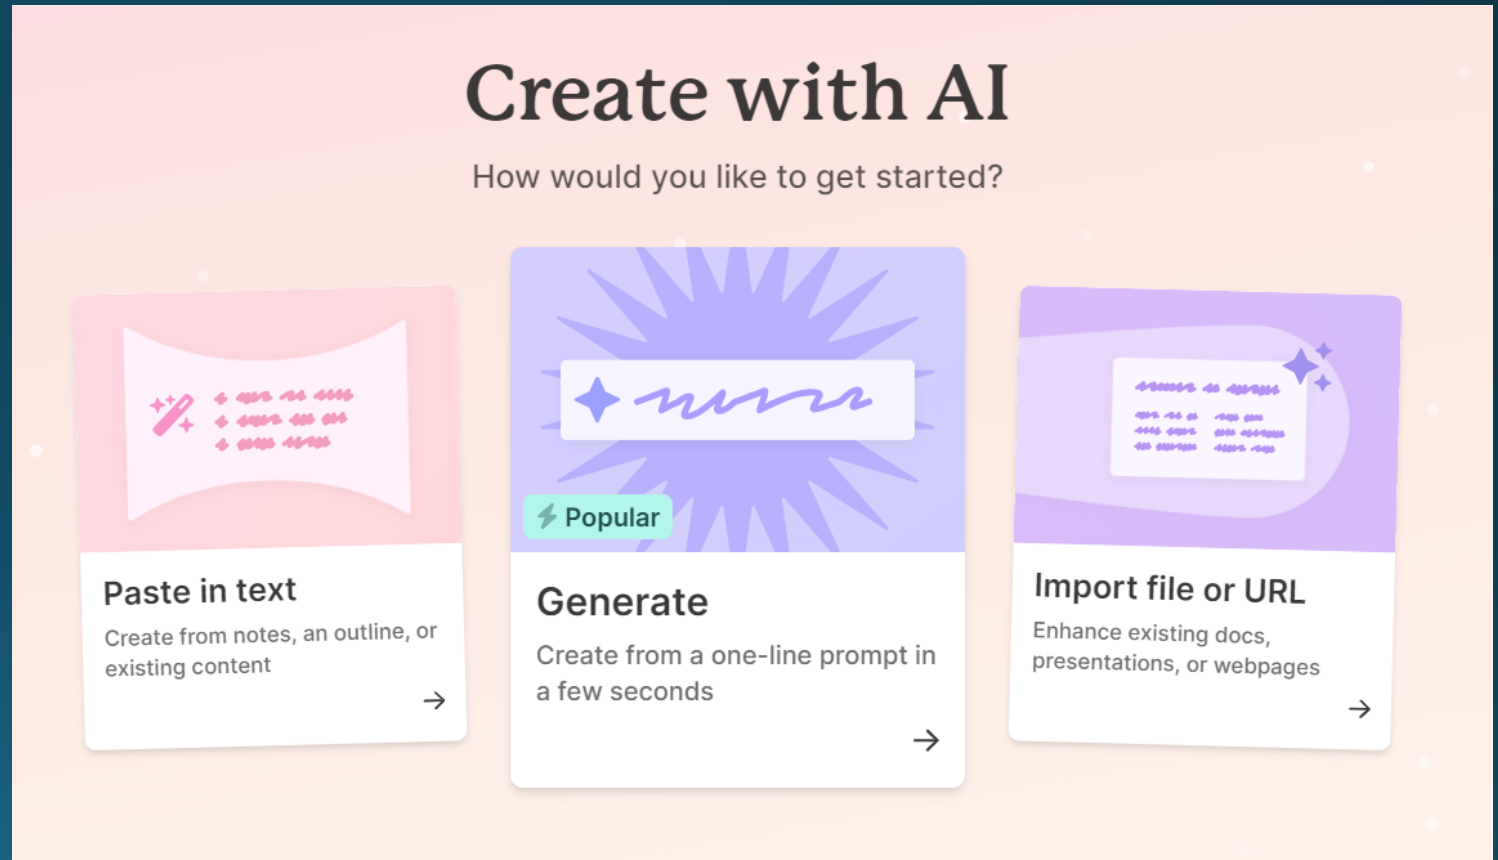 Create with AI
How would you like to get started?
Paste in text
Create from notes, an outline, or
existing content
Popular
Generate
Create from a one-line prompt in
a few seconds
Import file or URL
Enhance existing docs,
presentations, or webpages